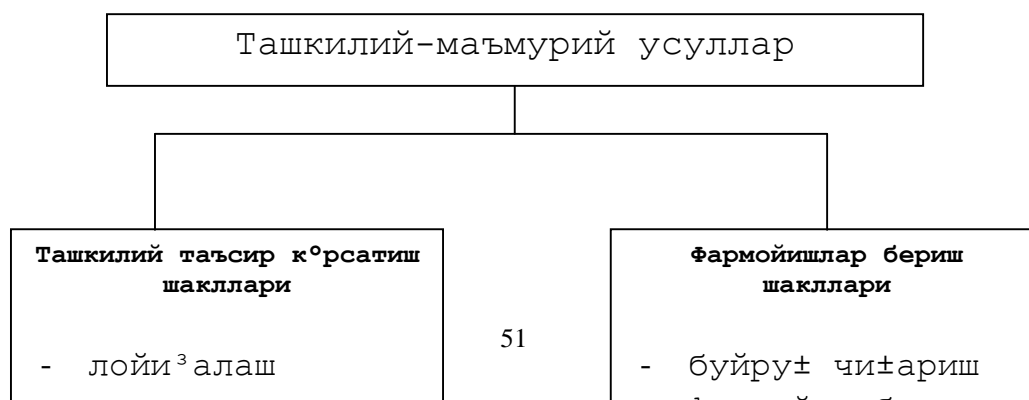 Ташкилий-маъмурий усуллар
Ташкилий таъсир к°рсатиш
шакллари
- лойи³алаш
Фармойишлар бериш
шакллари
- буйру± чи±ариш
51